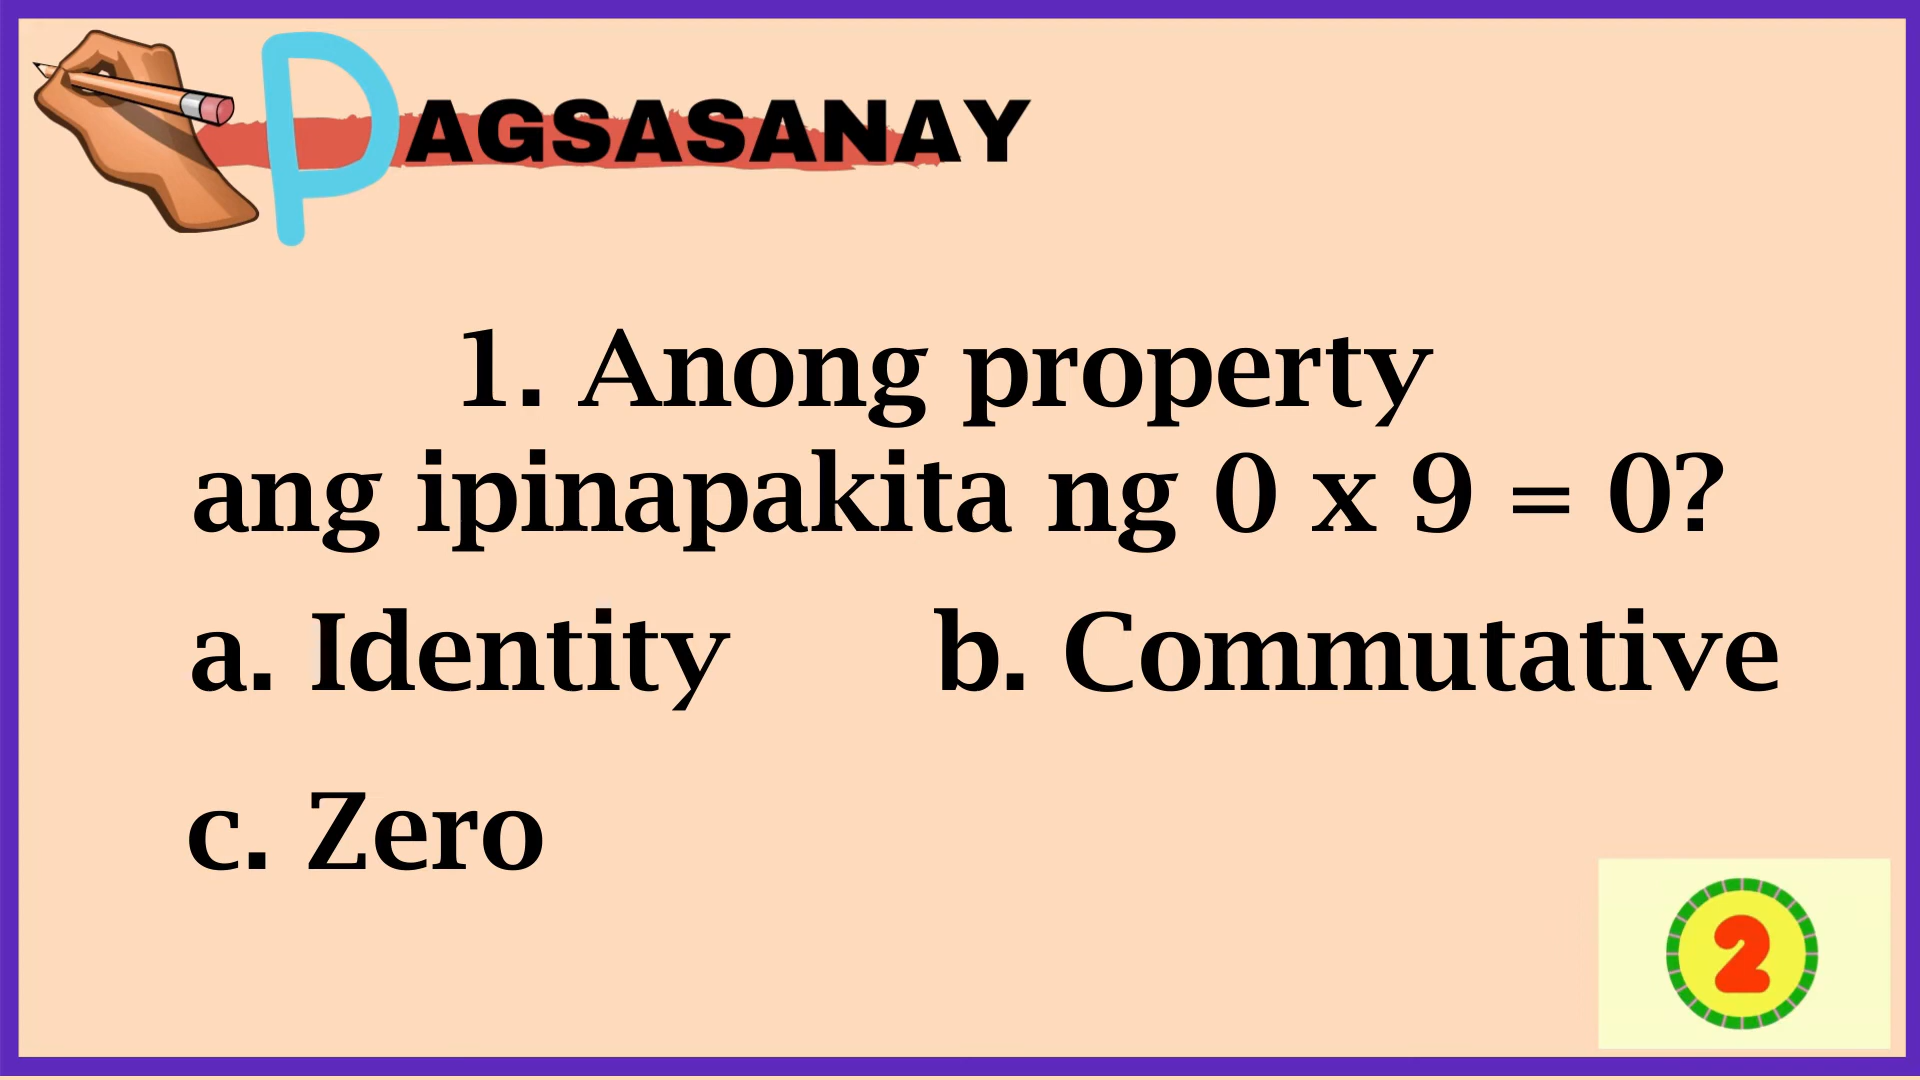 PAGSASANAY
1. Anong property
ang ipinapakita ng 0 x 9 = 0?
a. Identity b. Commutative
c. Zero
2